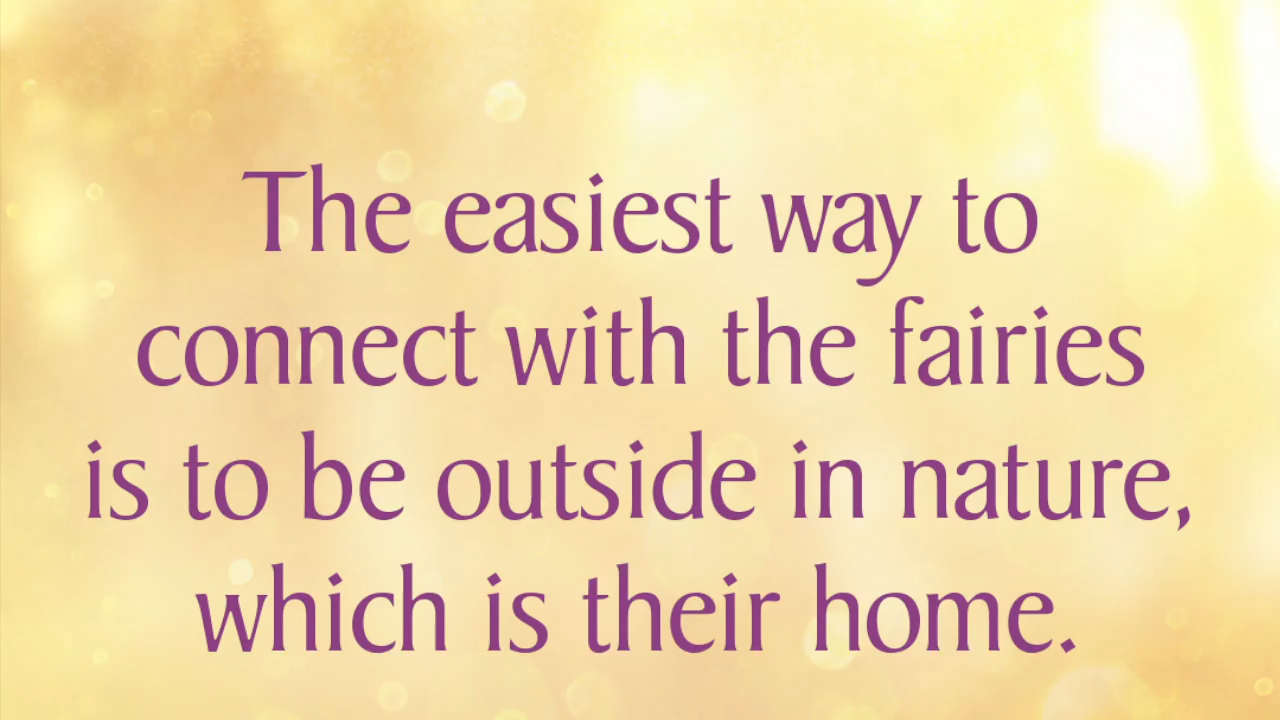 The easiest way to
connect with the fairies
is to be outside in nature,
which is their home.